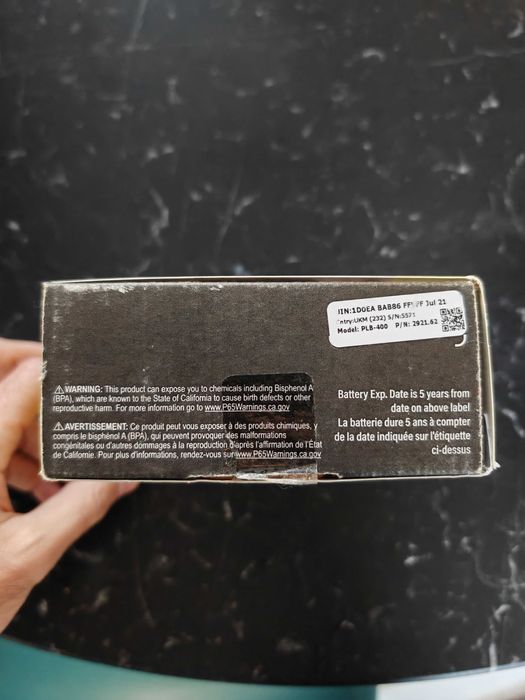 1D0EA BAB86 Jul 21
UKM (232) S/N:5521
Model: PLB-400 P/N: 2921.62
⚠WARNING: This product can expose you to chemicals including Bisphenol A
(BPA), which are known to the State of California to cause birth defects or other
reproductive harm. For more information go to www.P65Warnings.ca.gov
⚠AVERTISSEMENT: Ce produit peut vous exposer à des produits chimiques, y
compris le bisphénol A (BPA), qui peuvent provoquer des malformations
congénitales ou d'autres dommages à la reproduction d'après l'affirmation de l'État
de Californie. Pour plus d'informations, rendez-vous sur www.P65Warnings.ca.gov
Battery Exp. Date is 5 years from
date on above label
La batterie dure 5 ans à compter
de la date indiquée sur l'étiquette
ci-dessus